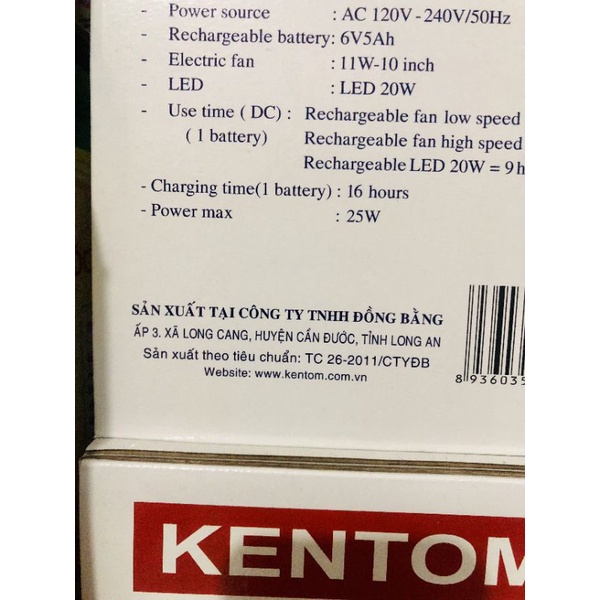 - Power source : AC 120V - 240V/50Hz
- Rechargeable battery: 6V5Ah
- Electric fan : 11W-10 inch
- LED : LED 20W
- Use time ( DC) : Rechargeable fan low speed
( 1 battery) Rechargeable fan high speed
Rechargeable LED 20W = 9h
- Charging time(1 battery) : 16 hours
- Power max : 25W
SẢN XUẤT TẠI CÔNG TY TNHH ĐỒNG BẰNG
ẤP 3. XÃ LONG CANG, HUYỆN CẦN ĐƯỚC, TỈNH LONG AN
Sản xuất theo tiêu chuẩn: TC 26-2011/CTYĐB
Website: www.kentom.com.vn
8 936035
KENTOM